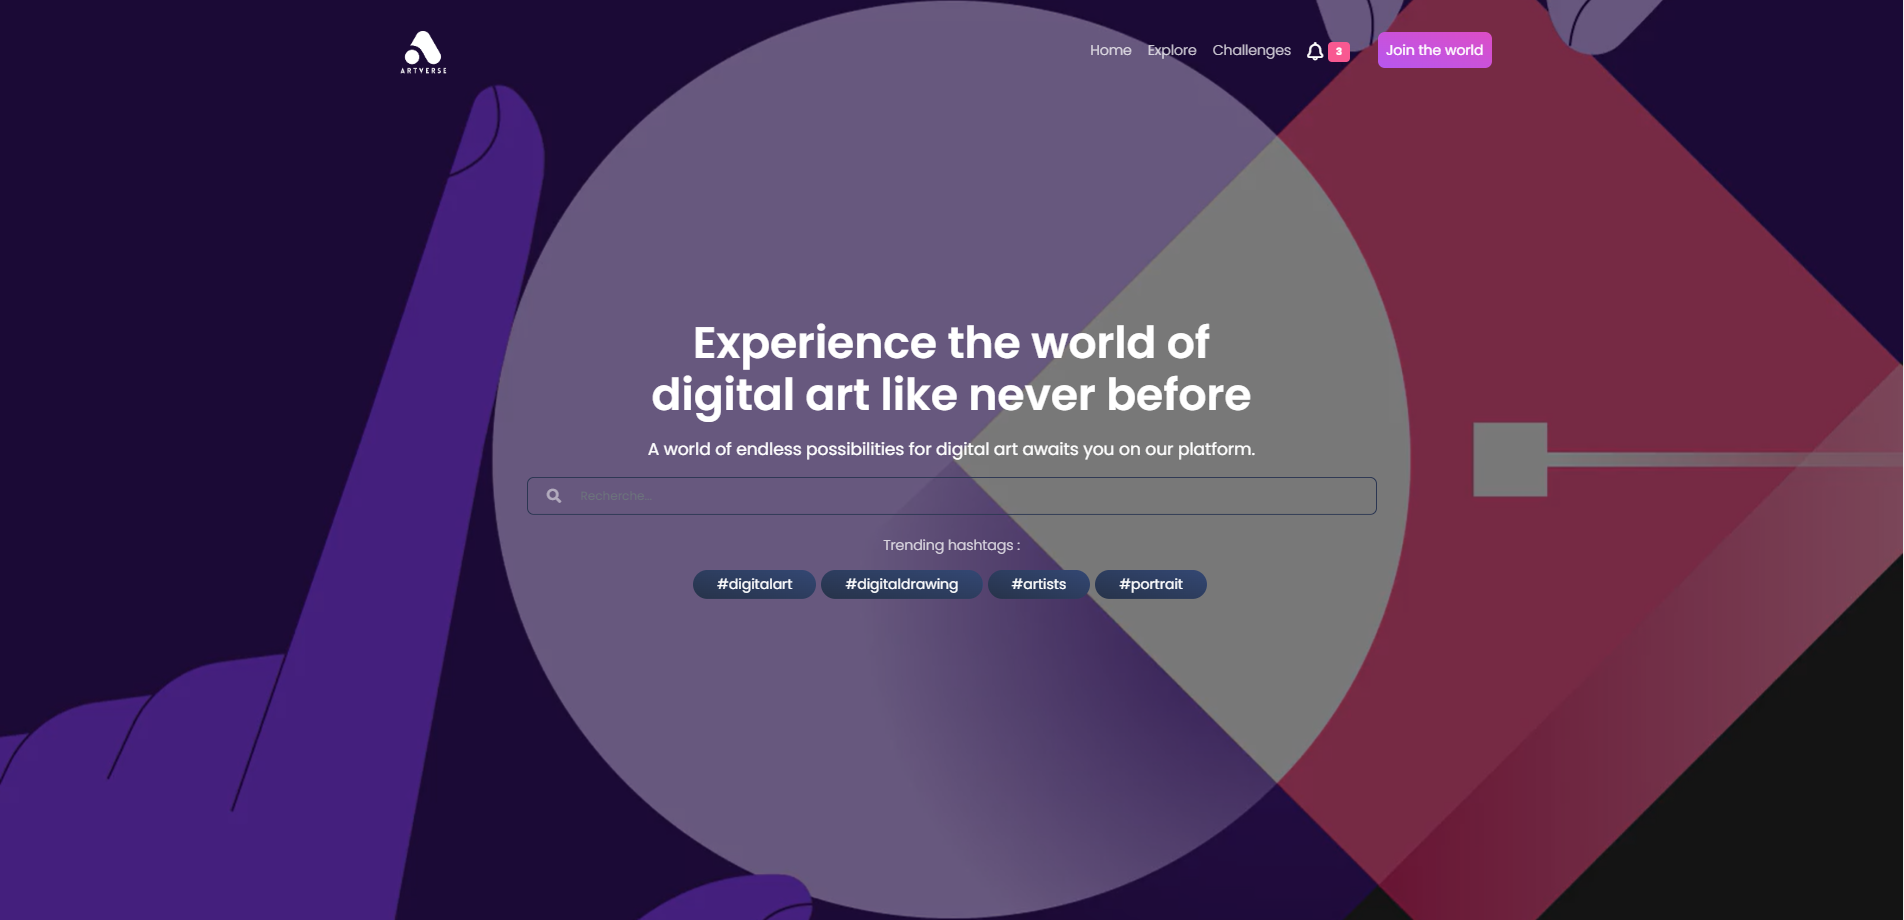 ARTVERSE
Home Explore Challenges 3 Join the world
Experience the world of
digital art like never before
A world of endless possibilities for digital art awaits you on our platform.
Recherche...
Trending hashtags :
#digitalart #digitaldrawing #artists #portrait